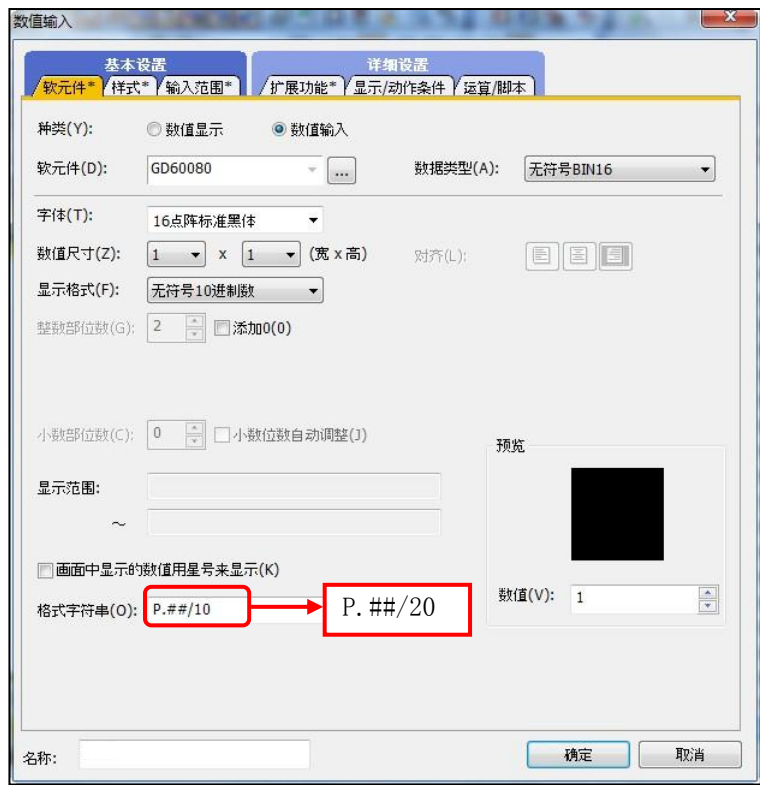 数值输入
基本设置 详细设置
软元件* 样式* 输入范围* 扩展功能* 显示/动作条件 运算/脚本
种类(Y): 数值显示 数值输入
软元件(D): GD60080 ... 数据类型(A): 无符号BIN16
字体(T): 16点阵标准黑体
数值尺寸(Z): 1 x 1 (宽 x 高) 对齐(L):
显示格式(F): 无符号10进制数
整数部位数(G): 2 添加0(0)
小数部位数(C): 0 小数位数自动调整(J)
预览
显示范围:
～
画面中显示的数值用星号来显示(K)
数值(V): 1
格式字符串(O): P.##/10 P.##/20
名称: 确定 取消